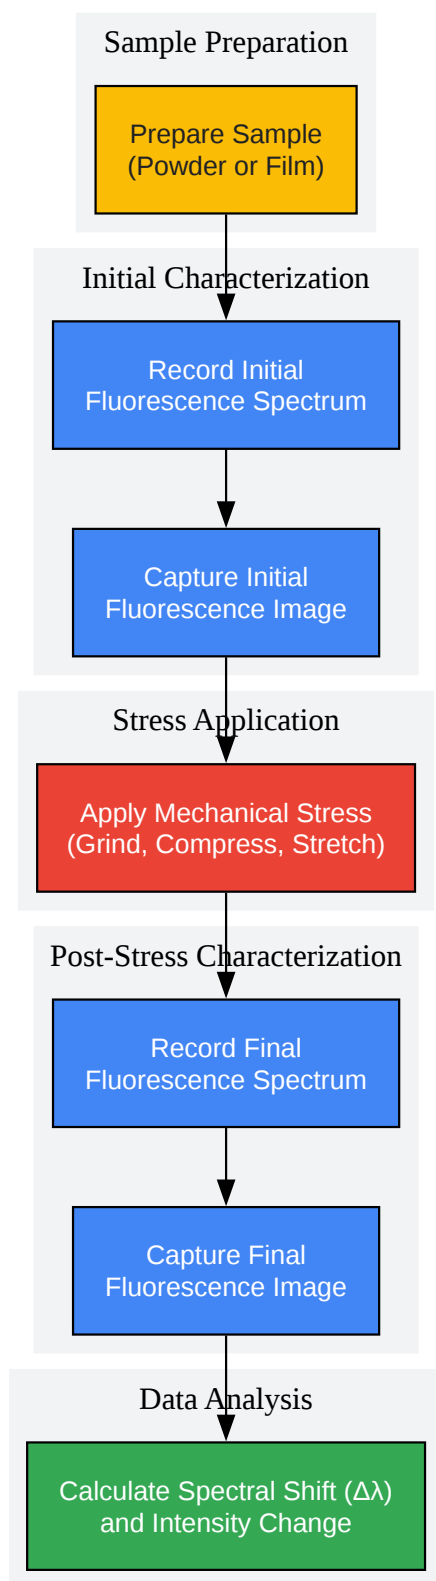 Sample Preparation
Prepare Sample
(Powder or Film)
Initial Characterization
Record Initial
Fluorescence Spectrum
Capture Initial
Fluorescence Image
Stress Application
Apply Mechanical Stress
(Grind, Compress, Stretch)
Post-Stress Characterization
Record Final
Fluorescence Spectrum
Capture Final
Fluorescence Image
Data Analysis
Calculate Spectral Shift (Δλ)
and Intensity Change